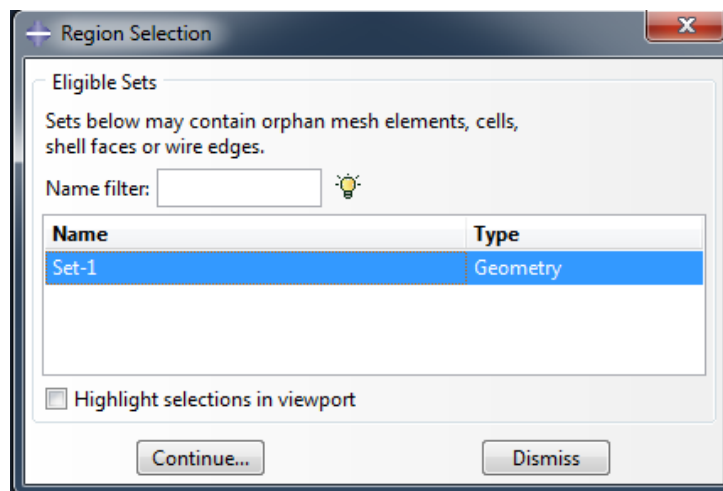 Region Selection
Eligible Sets
Sets below may contain orphan mesh elements, cells,
shell faces or wire edges.
Name filter:
Name Type
Set-1 Geometry
Highlight selections in viewport
Continue... Dismiss